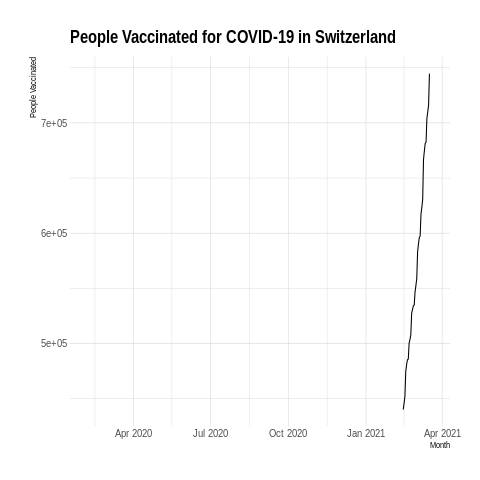 People Vaccinated for COVID-19 in Switzerland
People Vaccinated
7e+05
6e+05
5e+05
Apr 2020 Jul 2020 Oct 2020 Jan 2021 Apr 2021
Month